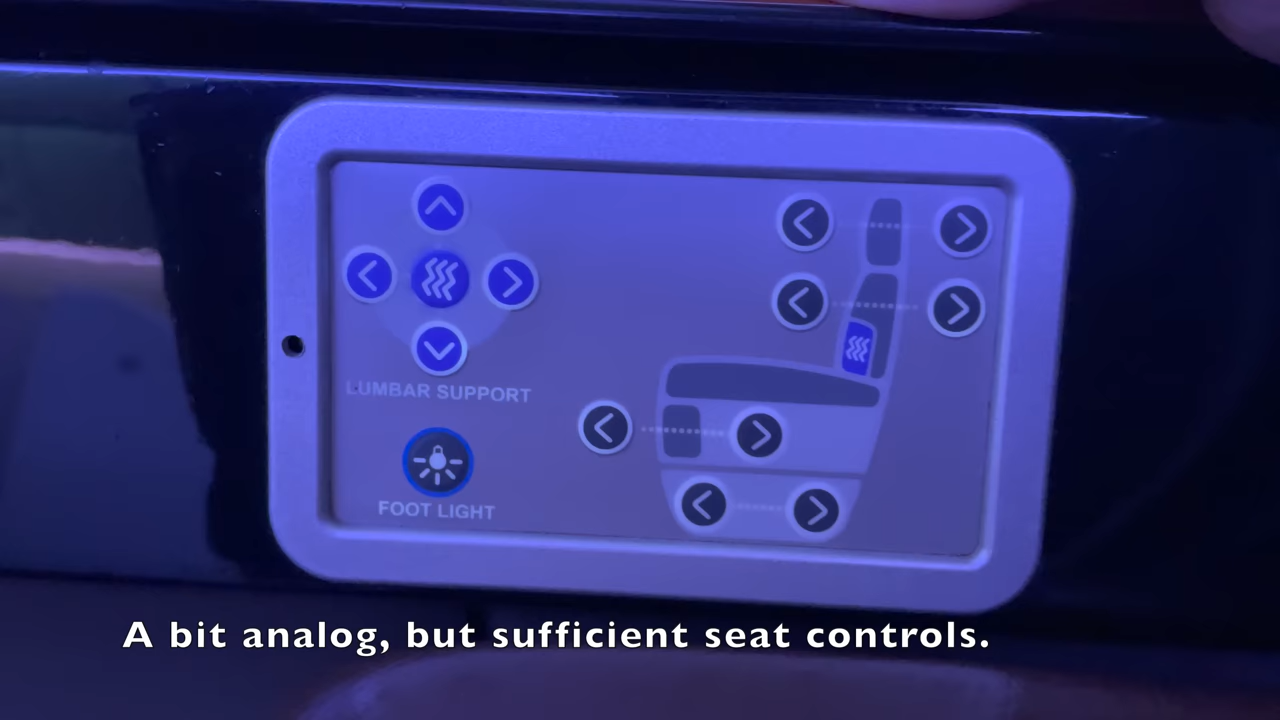 LUMBAR SUPPORT
FOOT LIGHT
A bit analog, but sufficient seat controls.